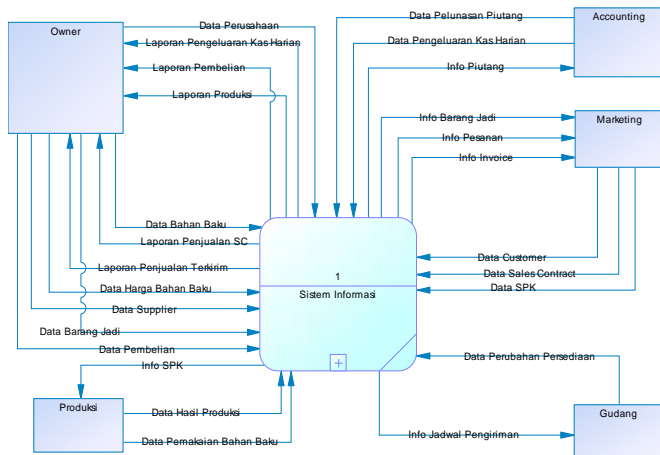 Owner
Data Perusahaan
Laporan Pengeluaran Kas Harian
Laporan Pembelian
Laporan Produksi
Data Pelunasan Piutang
Data Pengeluaran Kas Harian
Info Piutang
Accounting
Info Barang Jadi
Info Pesanan
Info Invoice
Marketing
Data Bahan Baku
Laporan Penjualan SC
Laporan Penjualan Terkirim
Data Harga Bahan Baku
Data Supplier
Data Barang Jadi
Data Pembelian
Info SPK
1
Sistem Informasi
Data Customer
Data Sales Contract
Data SPK
Data Perubahan Persediaan
Produksi
Data Hasil Produksi
Data Pemakaian Bahan Baku
Info Jadwal Pengiriman
Gudang